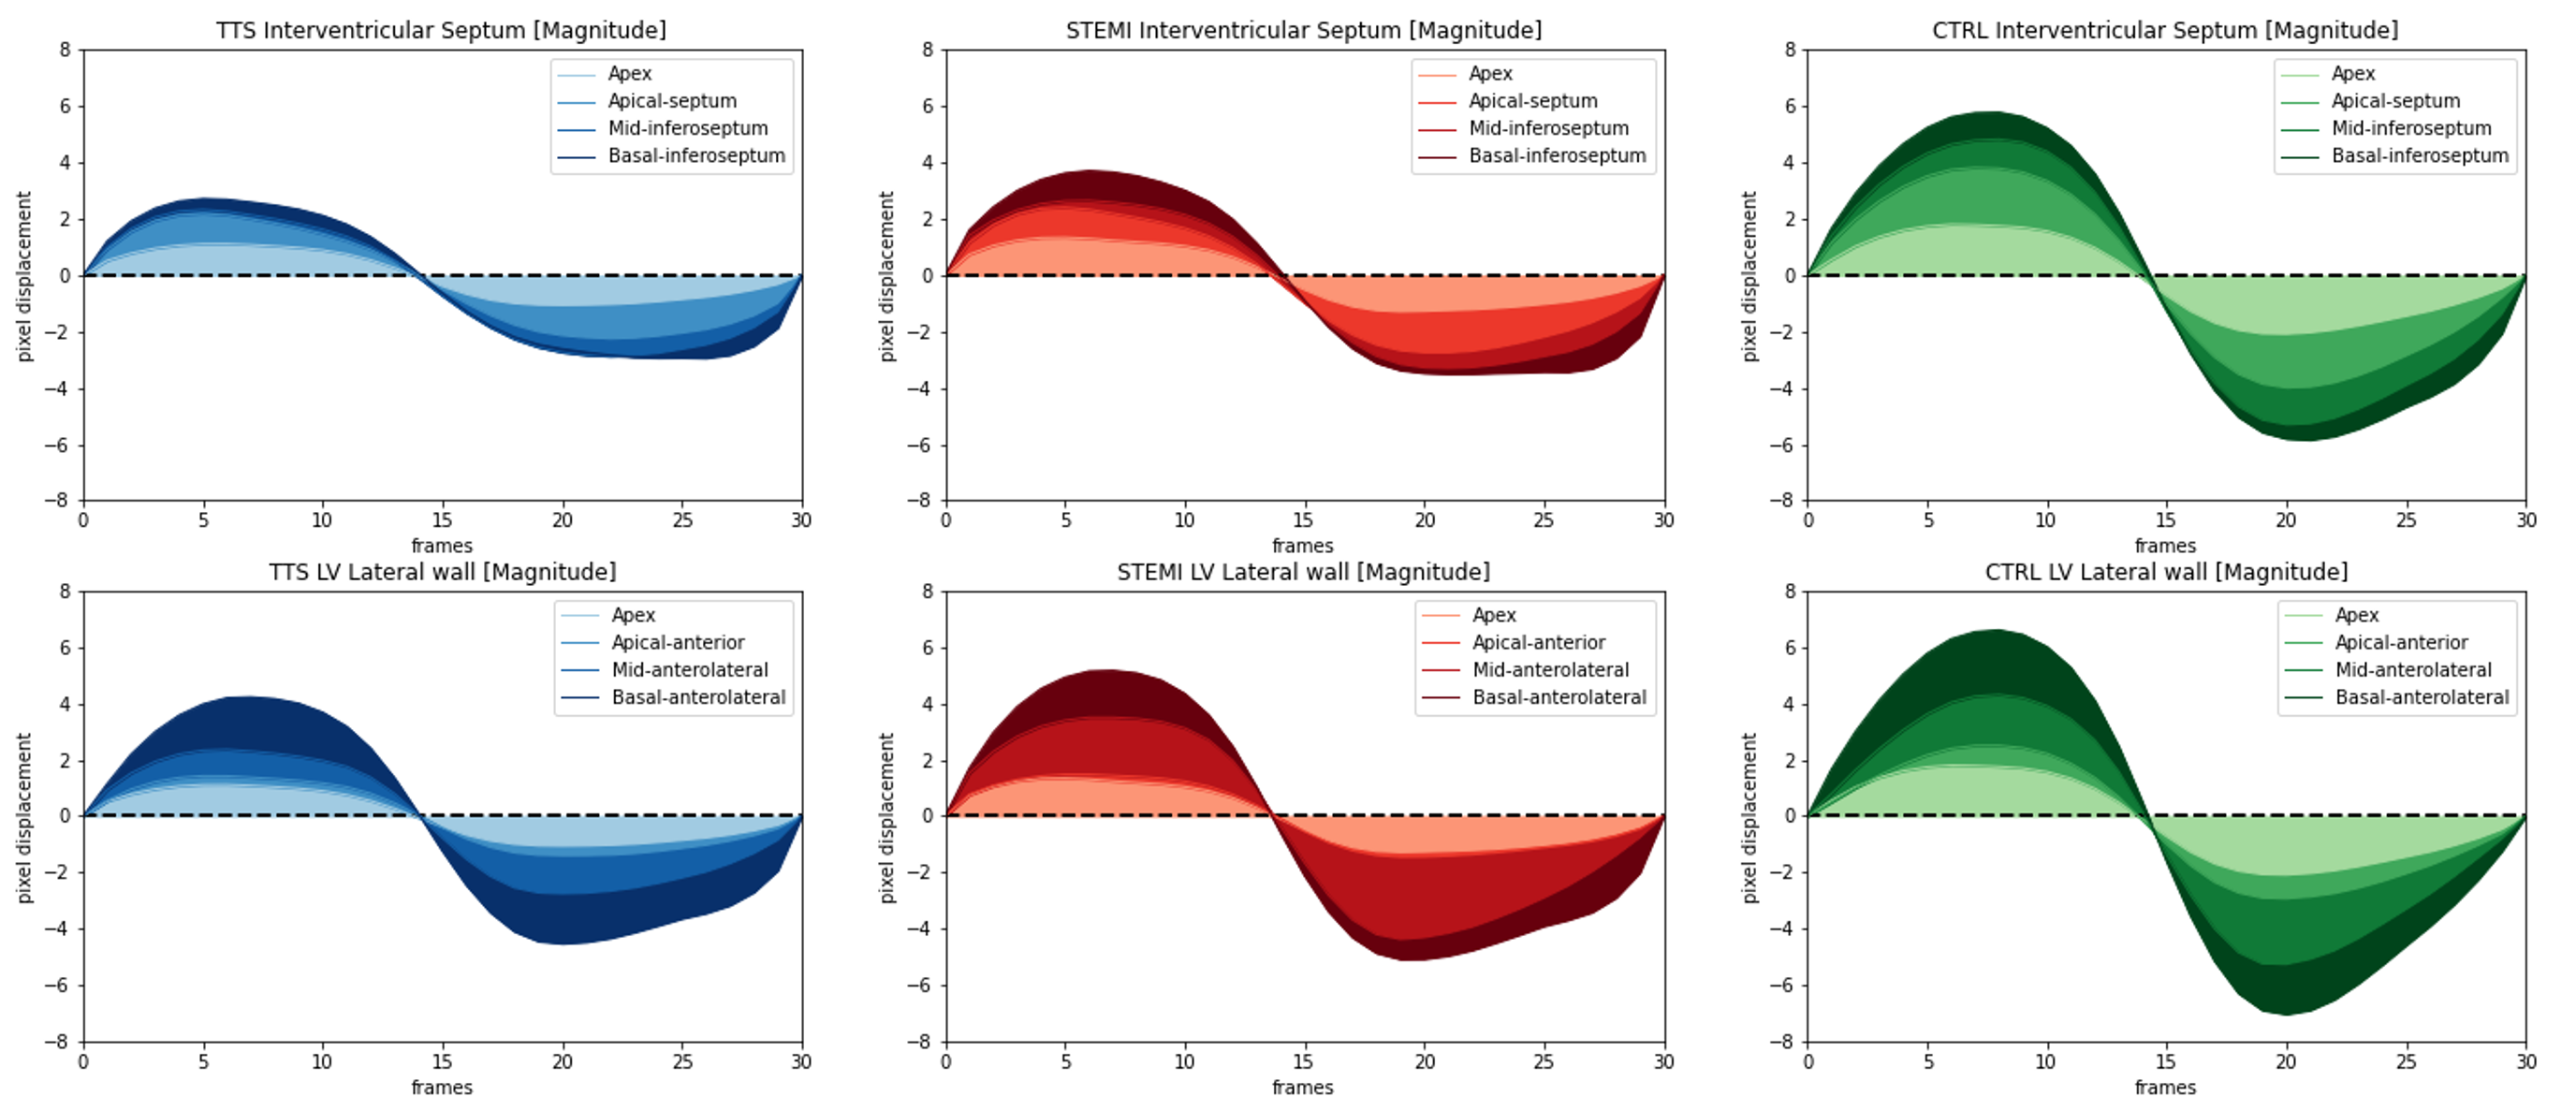 TTS Interventricular Septum [Magnitude]
8
6
4
2
0
−2
−4
−6
−8
pixel displacement
Apex
Apical-septum
Mid-inferoseptum
Basal-inferoseptum
0 5 10 15 20 25 30
frames
STEMI Interventricular Septum [Magnitude]
8
6
4
2
0
−2
−4
−6
−8
pixel displacement
Apex
Apical-septum
Mid-inferoseptum
Basal-inferoseptum
0 5 10 15 20 25 30
frames
CTRL Interventricular Septum [Magnitude]
8
6
4
2
0
−2
−4
−6
−8
pixel displacement
Apex
Apical-septum
Mid-inferoseptum
Basal-inferoseptum
0 5 10 15 20 25 30
frames
TTS LV Lateral wall [Magnitude]
8
6
4
2
0
−2
−4
−6
−8
pixel displacement
Apex
Apical-anterior
Mid-anterolateral
Basal-anterolateral
0 5 10 15 20 25 30
frames
STEMI LV Lateral wall [Magnitude]
8
6
4
2
0
−2
−4
−6
−8
pixel displacement
Apex
Apical-anterior
Mid-anterolateral
Basal-anterolateral
0 5 10 15 20 25 30
frames
CTRL LV Lateral wall [Magnitude]
8
6
4
2
0
−2
−4
−6
−8
pixel displacement
Apex
Apical-anterior
Mid-anterolateral
Basal-anterolateral
0 5 10 15 20 25 30
frames